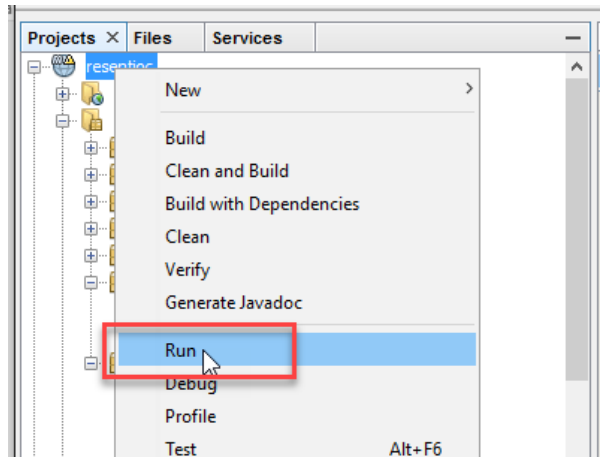 Projects Files Services
New
Build
Clean and Build
Build with Dependencies
Clean
Verify
Generate Javadoc
Run
Debug
Profile
Test Alt+F6